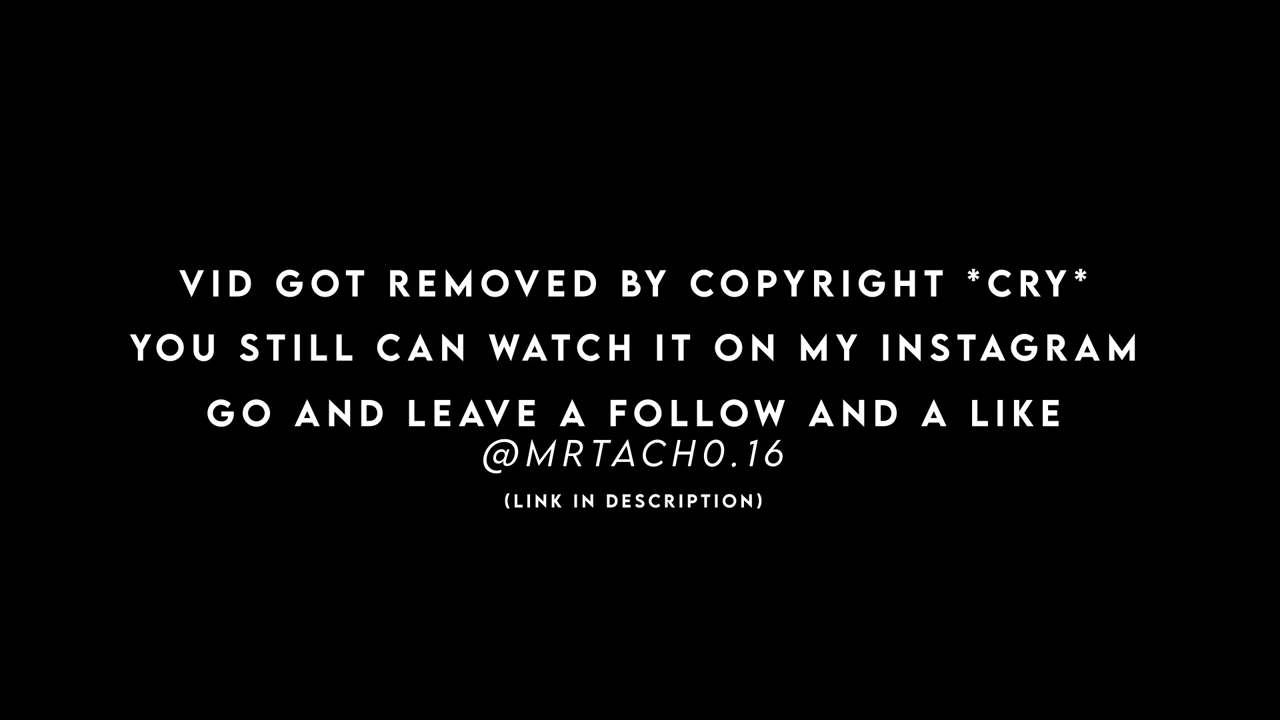 VID GOT REMOVED BY COPYRIGHT *CRY*
YOU STILL CAN WATCH IT ON MY INSTAGRAM
GO AND LEAVE A FOLLOW AND A LIKE
@MRTACH0.16
(LINK IN DESCRIPTION)